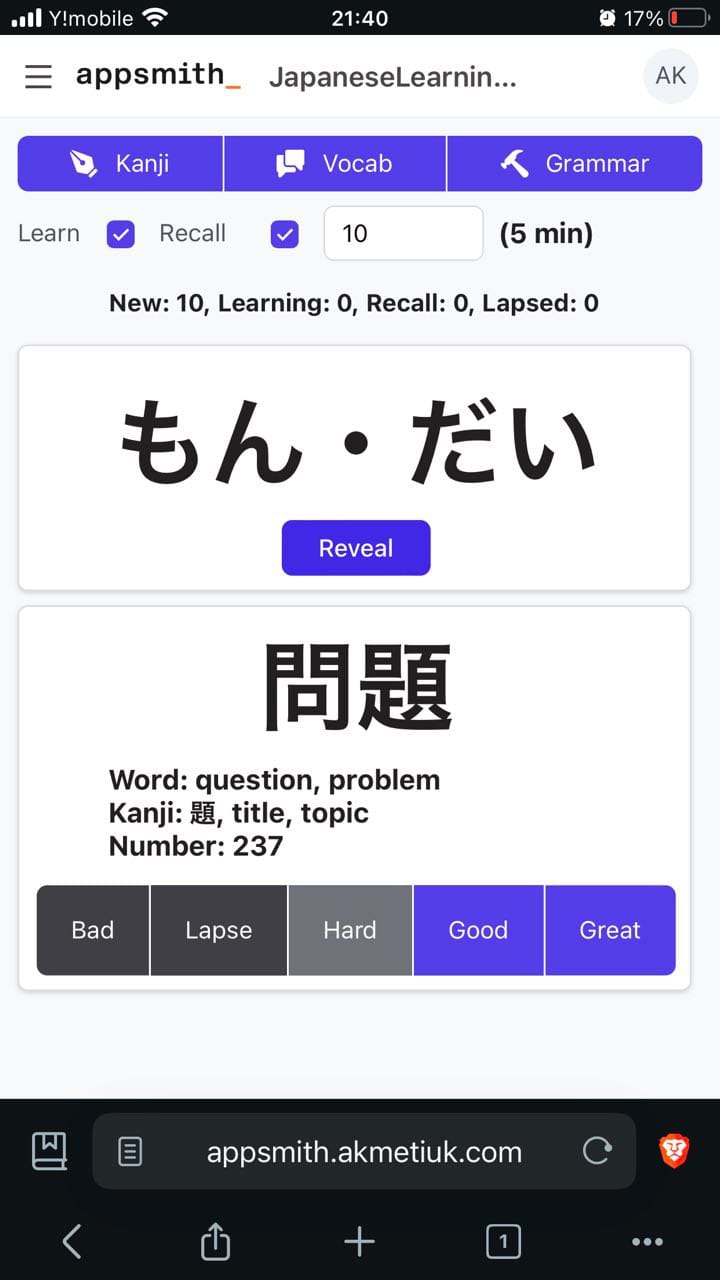 Y!mobile 21:40 17%
appsmith_ JapaneseLearnin... AK
Kanji Vocab Grammar
Learn Recall 10 (5 min)
New: 10, Learning: 0, Recall: 0, Lapsed: 0
もん・だい
Reveal
問題
Word: question, problem
Kanji: 題, title, topic
Number: 237
Bad Lapse Hard Good Great
appsmith.akmetiuk.com
1